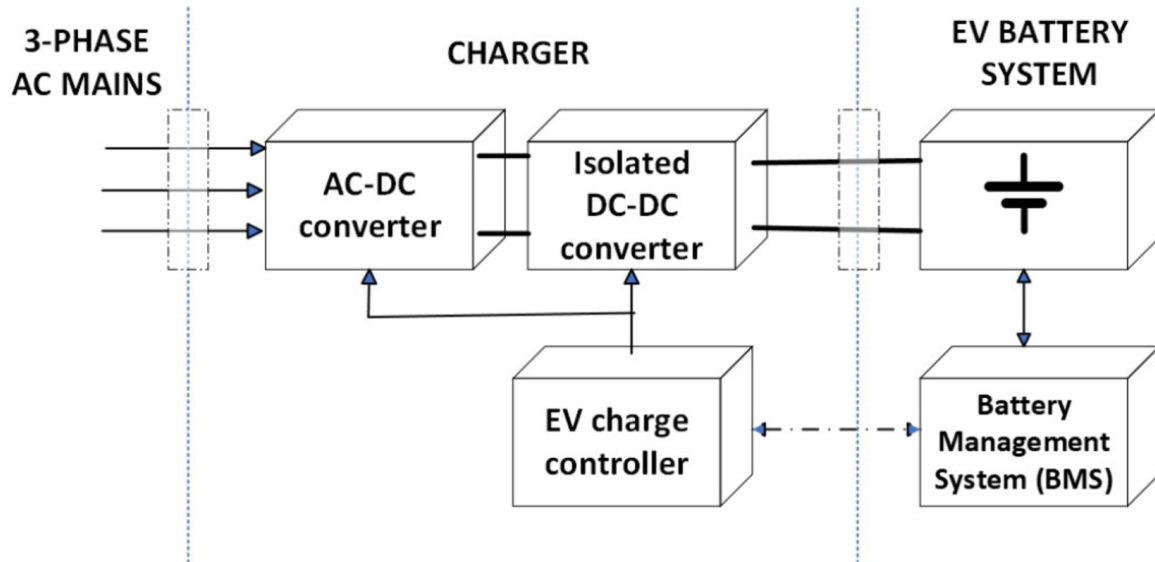 3-PHASE
AC MAINS
CHARGER
EV BATTERY
SYSTEM
AC-DC
converter
Isolated
DC-DC
converter
EV charge
controller
Battery
Management
System (BMS)